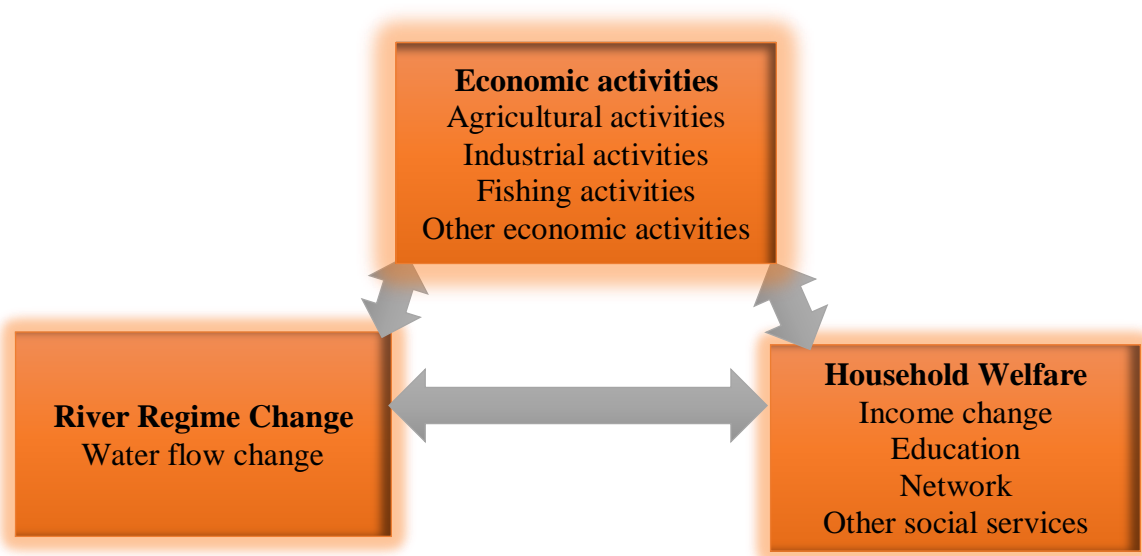 Economic activities
Agricultural activities
Industrial activities
Fishing activities
Other economic activities
River Regime Change
Water flow change
Household Welfare
Income change
Education
Network
Other social services